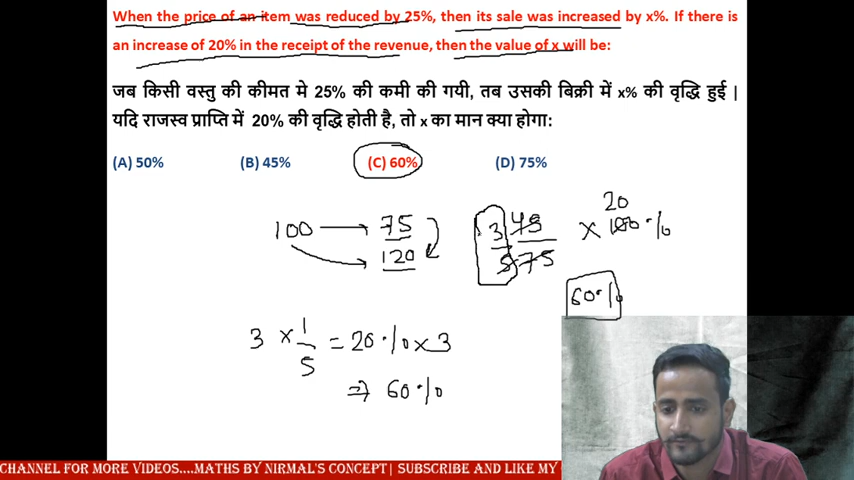 When the price of an item was reduced by 25%, then its sale was increased by x%. If there is
an increase of 20% in the receipt of the revenue, then the value of x will be:
जब किसी वस्तु की कीमत मे 25% की कमी की गयी, तब उसकी बिक्री में x% की वृद्धि हुई |
यदि राजस्व प्राप्ति में 20% की वृद्धि होती है, तो x का मान क्या होगा:
(A) 50% (B) 45% (C) 60% (D) 75%
100 → 75
120
3/5 45/75 × 100% 20
60%
3 × 1/5 = 20% × 3
⇒ 60%
CHANNEL FOR MORE VIDEOS....MATHS BY NIRMAL'S CONCEPT| SUBSCRIBE AND LIKE MY